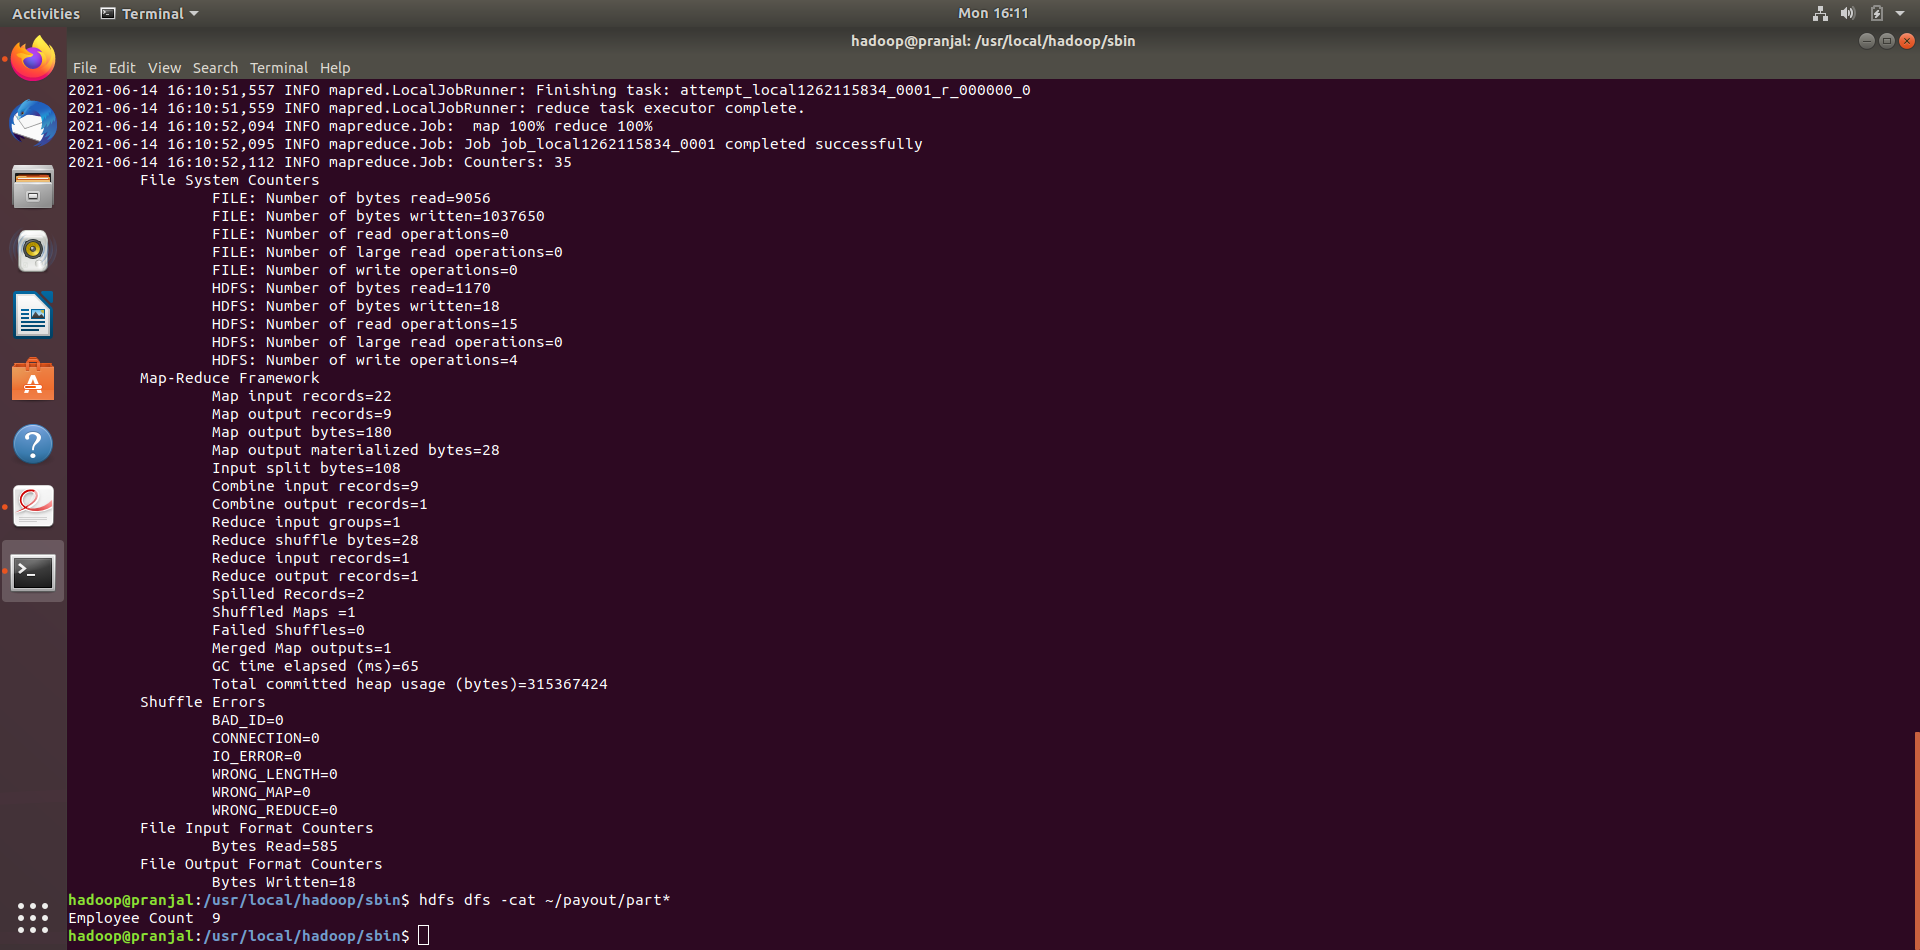 Activities Terminal Mon 16:11
hadoop@pranjal: /usr/local/hadoop/sbin
File Edit View Search Terminal Help
2021-06-14 16:10:51,557 INFO mapred.LocalJobRunner: Finishing task: attempt_local1262115834_0001_r_000000_0
2021-06-14 16:10:51,559 INFO mapred.LocalJobRunner: reduce task executor complete.
2021-06-14 16:10:52,094 INFO mapreduce.Job:  map 100% reduce 100%
2021-06-14 16:10:52,095 INFO mapreduce.Job: Job job_local1262115834_0001 completed successfully
2021-06-14 16:10:52,112 INFO mapreduce.Job: Counters: 35
File System Counters
FILE: Number of bytes read=9056
FILE: Number of bytes written=1037650
FILE: Number of read operations=0
FILE: Number of large read operations=0
FILE: Number of write operations=0
HDFS: Number of bytes read=1170
HDFS: Number of bytes written=18
HDFS: Number of read operations=15
HDFS: Number of large read operations=0
HDFS: Number of write operations=4
Map-Reduce Framework
Map input records=22
Map output records=9
Map output bytes=180
Map output materialized bytes=28
Input split bytes=108
Combine input records=9
Combine output records=1
Reduce input groups=1
Reduce shuffle bytes=28
Reduce input records=1
Reduce output records=1
Spilled Records=2
Shuffled Maps =1
Failed Shuffles=0
Merged Map outputs=1
GC time elapsed (ms)=65
Total committed heap usage (bytes)=315367424
Shuffle Errors
BAD_ID=0
CONNECTION=0
IO_ERROR=0
WRONG_LENGTH=0
WRONG_MAP=0
WRONG_REDUCE=0
File Input Format Counters
Bytes Read=585
File Output Format Counters
Bytes Written=18
hadoop@pranjal:/usr/local/hadoop/sbin$ hdfs dfs -cat ~/payout/part*
Employee Count  9
hadoop@pranjal:/usr/local/hadoop/sbin$